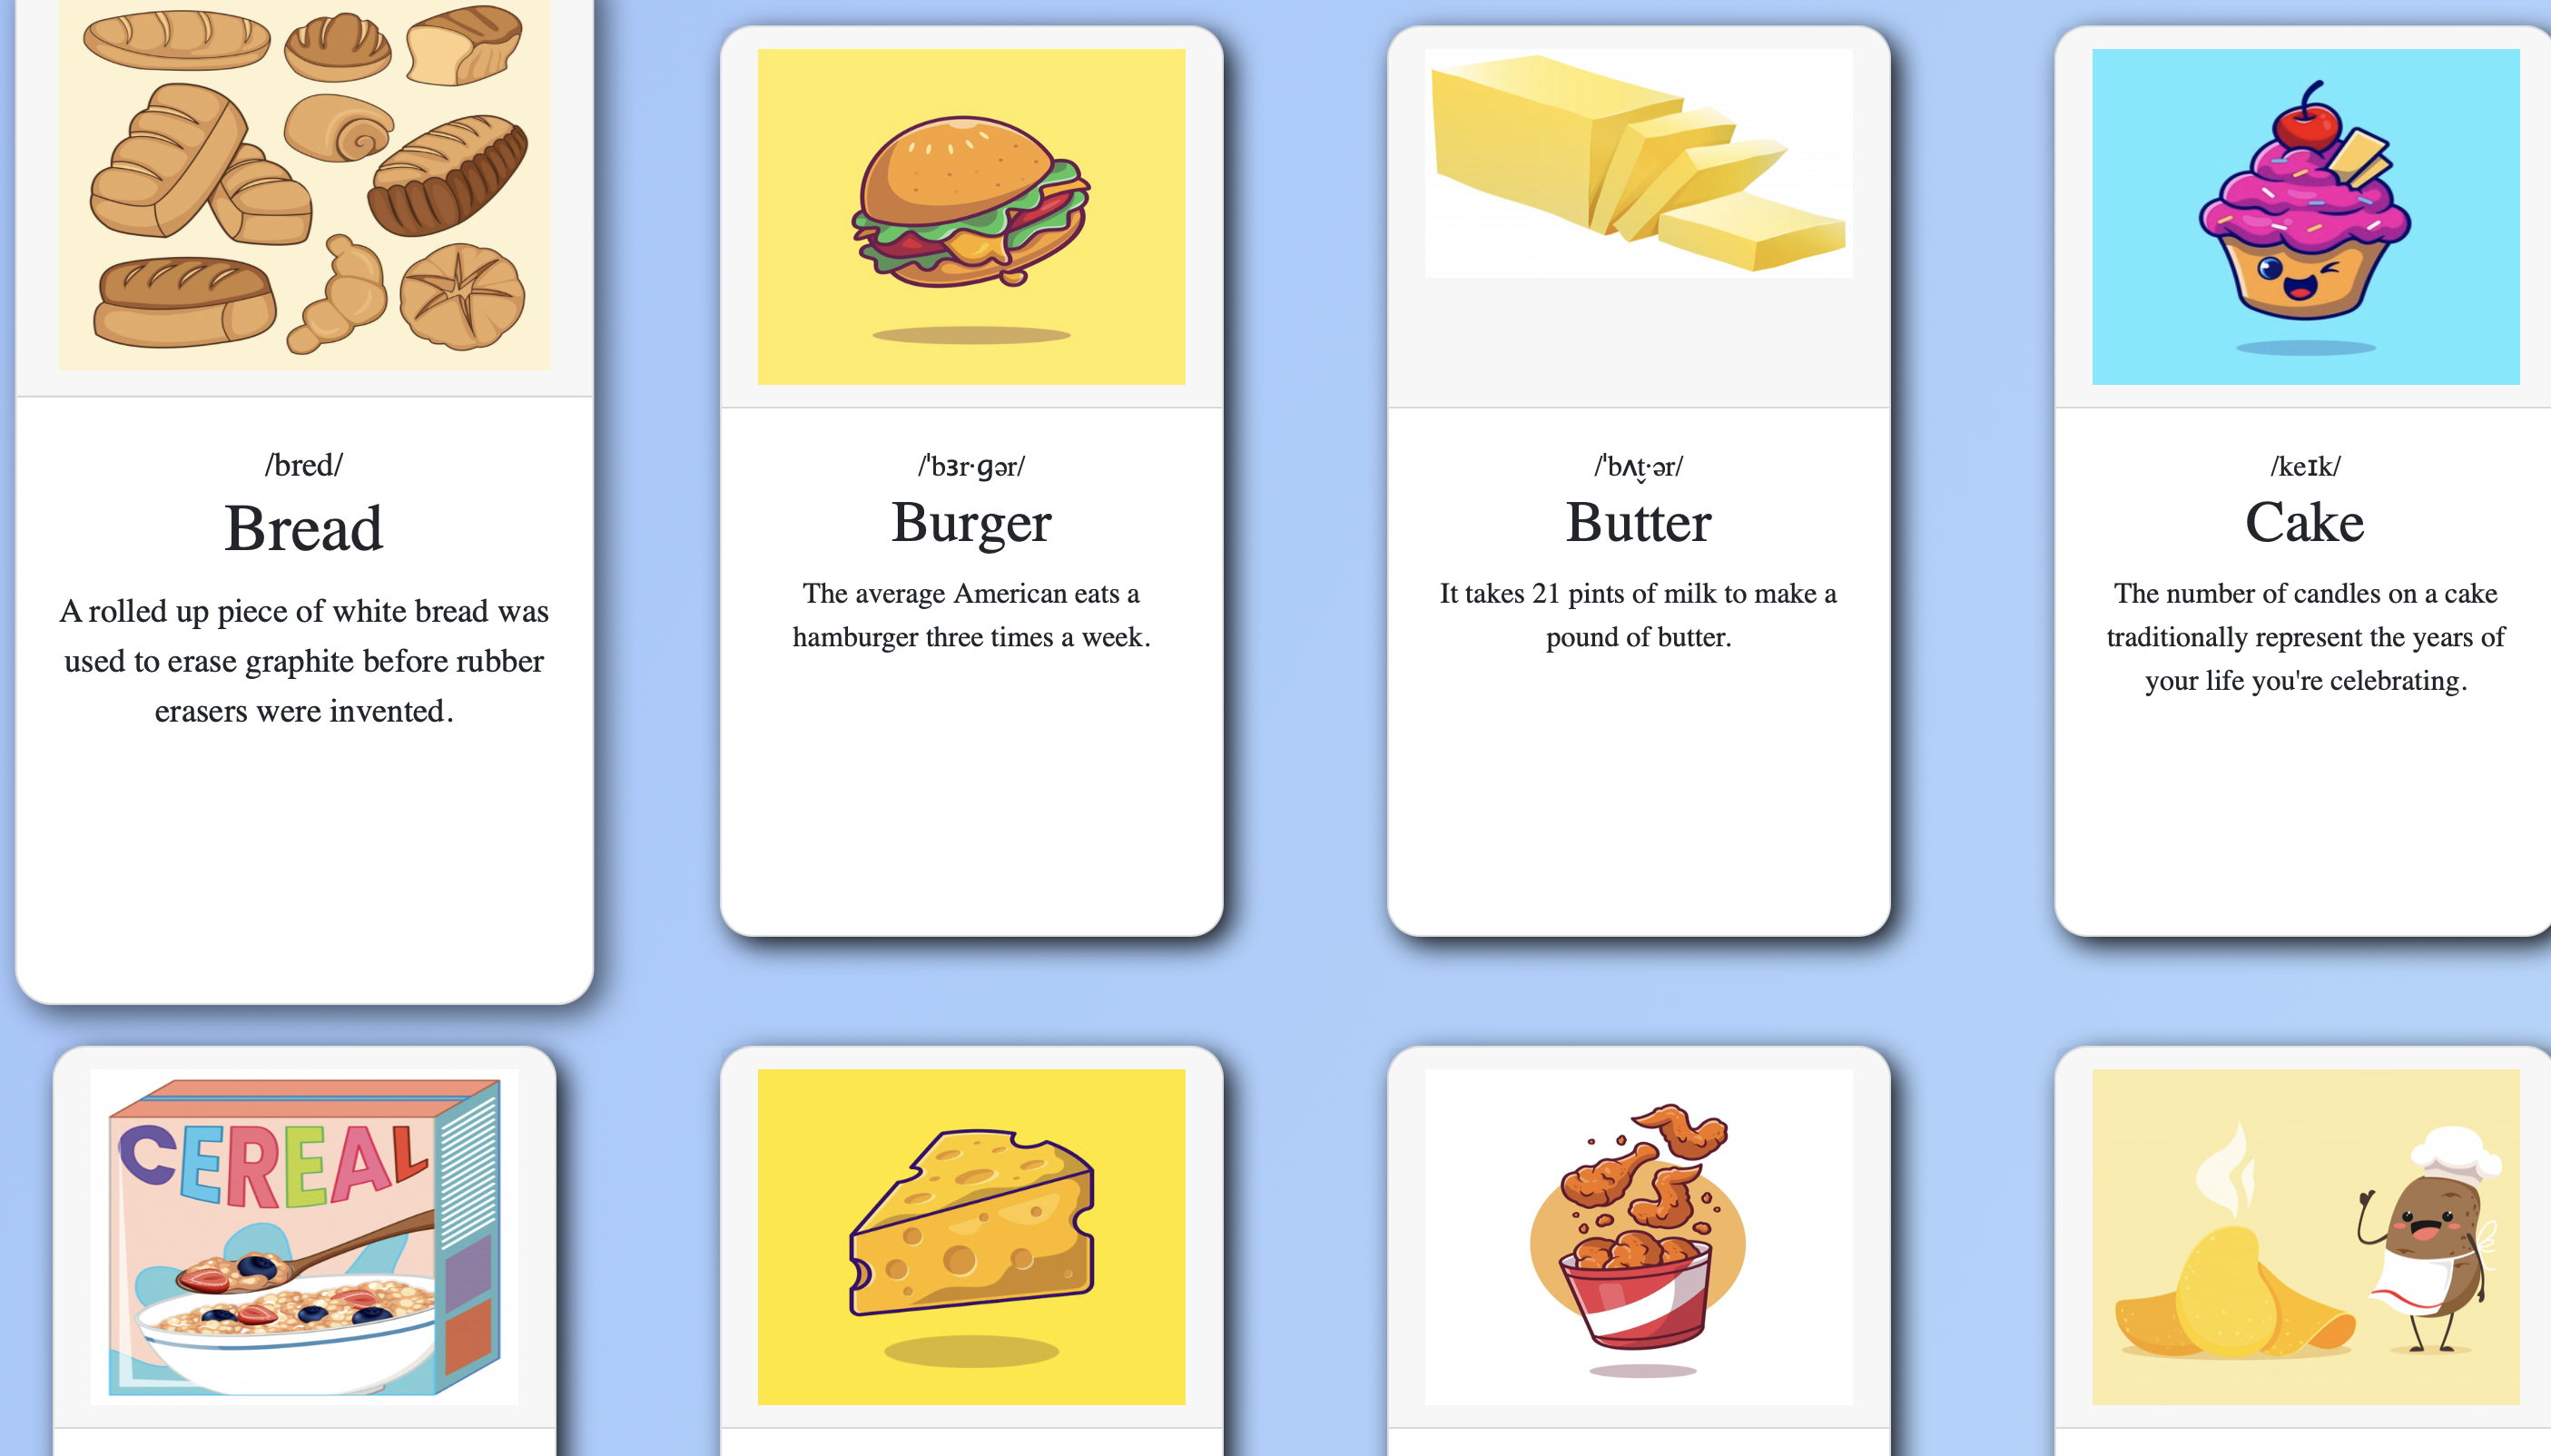 /bred/
Bread
A rolled up piece of white bread was
used to erase graphite before rubber
erasers were invented.
/ˈbɜr·ɡər/
Burger
The average American eats a
hamburger three times a week.
/ˈbʌt̬·ər/
Butter
It takes 21 pints of milk to make a
pound of butter.
/keɪk/
Cake
The number of candles on a cake
traditionally represent the years of
your life you're celebrating.
CEREAL